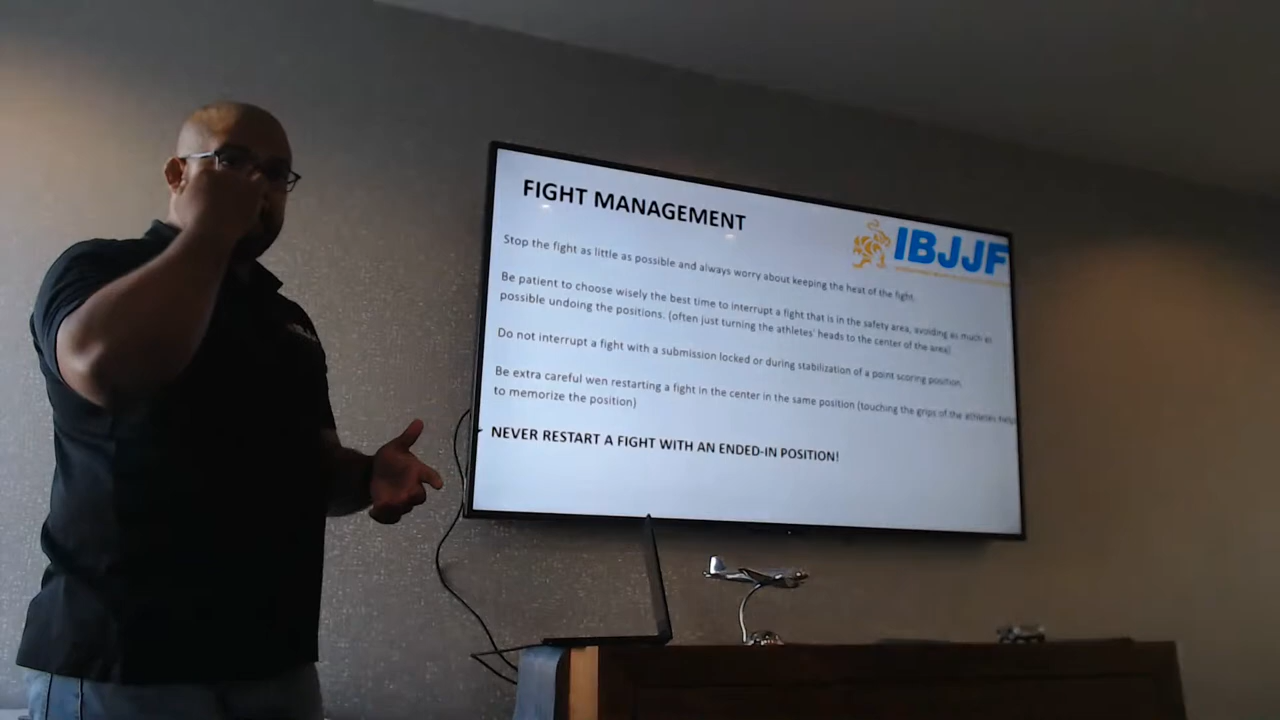 FIGHT MANAGEMENT
IBJJF
Stop the fight as little as possible and always worry about keeping the heat of the fight.
Be patient to choose wisely the best time to interrupt a fight that is in the safety area, avoiding as much as
possible undoing the positions. (often just turning the athletes' heads to the center of the area)
Do not interrupt a fight with a submission locked or during stabilization of a point scoring position.
Be extra careful wen restarting a fight in the center in the same position (touching the grips of the athletes help
to memorize the position)
NEVER RESTART A FIGHT WITH AN ENDED-IN POSITION!